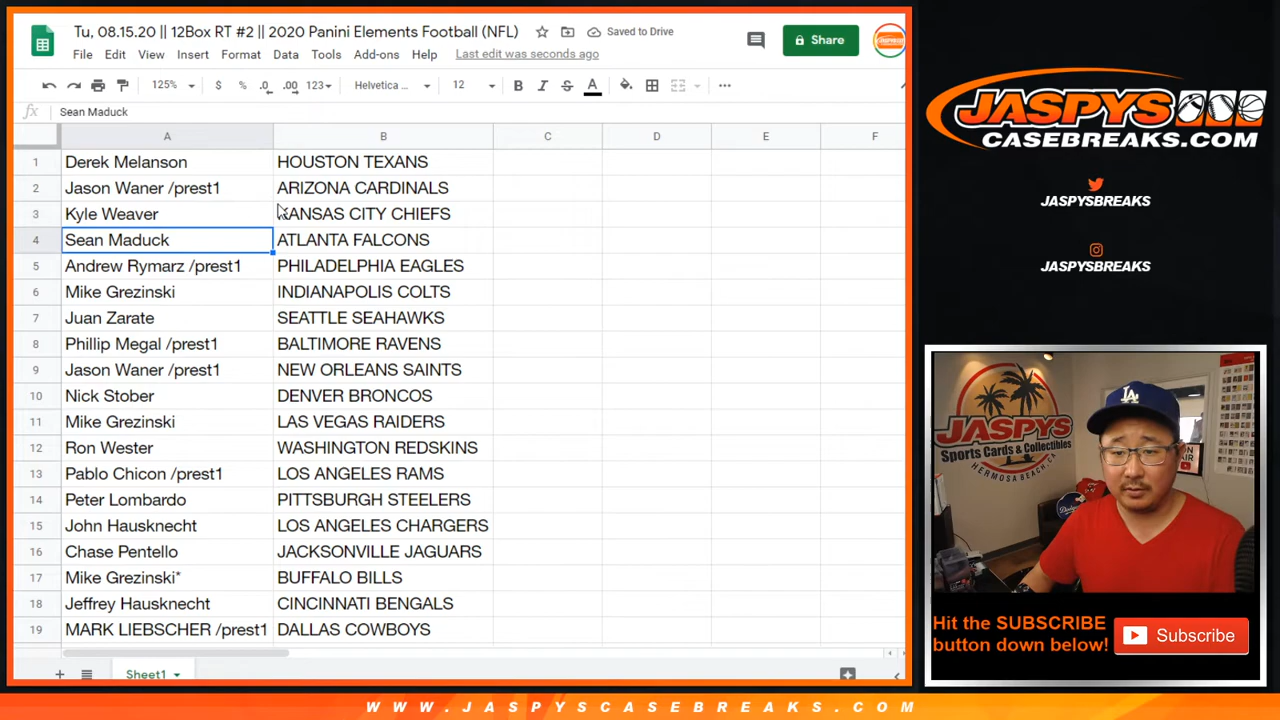 Tu, 08.15.20 || 12Box RT #2 || 2020 Panini Elements Football (NFL) Saved to Drive
File Edit View Insert Format Data Tools Add-ons Help Last edit was seconds ago
Share
125% $ % .0 .00 123 Helvetica ... 12 B I S A
fx Sean Maduck
A B C D E F
1 Derek Melanson HOUSTON TEXANS
2 Jason Waner /prest1 ARIZONA CARDINALS
3 Kyle Weaver KANSAS CITY CHIEFS
4 Sean Maduck ATLANTA FALCONS
5 Andrew Rymarz /prest1 PHILADELPHIA EAGLES
6 Mike Grezinski INDIANAPOLIS COLTS
7 Juan Zarate SEATTLE SEAHAWKS
8 Phillip Megal /prest1 BALTIMORE RAVENS
9 Jason Waner /prest1 NEW ORLEANS SAINTS
10 Nick Stober DENVER BRONCOS
11 Mike Grezinski LAS VEGAS RAIDERS
12 Ron Wester WASHINGTON REDSKINS
13 Pablo Chicon /prest1 LOS ANGELES RAMS
14 Peter Lombardo PITTSBURGH STEELERS
15 John Hausknecht LOS ANGELES CHARGERS
16 Chase Pentello JACKSONVILLE JAGUARS
17 Mike Grezinski* BUFFALO BILLS
18 Jeffrey Hausknecht CINCINNATI BENGALS
19 MARK LIEBSCHER /prest1 DALLAS COWBOYS
Sheet1
JASPYS
CASEBREAKS.COM
JASPYSBREAKS
JASPYSBREAKS
JASPYS
Sports Cards & Collectibles
HERMOSA BEACH, CA
ON AIR
LA
Dodgers
Hit the SUBSCRIBE
button down below!
Subscribe
WWW.JASPYSCASEBREAKS.COM